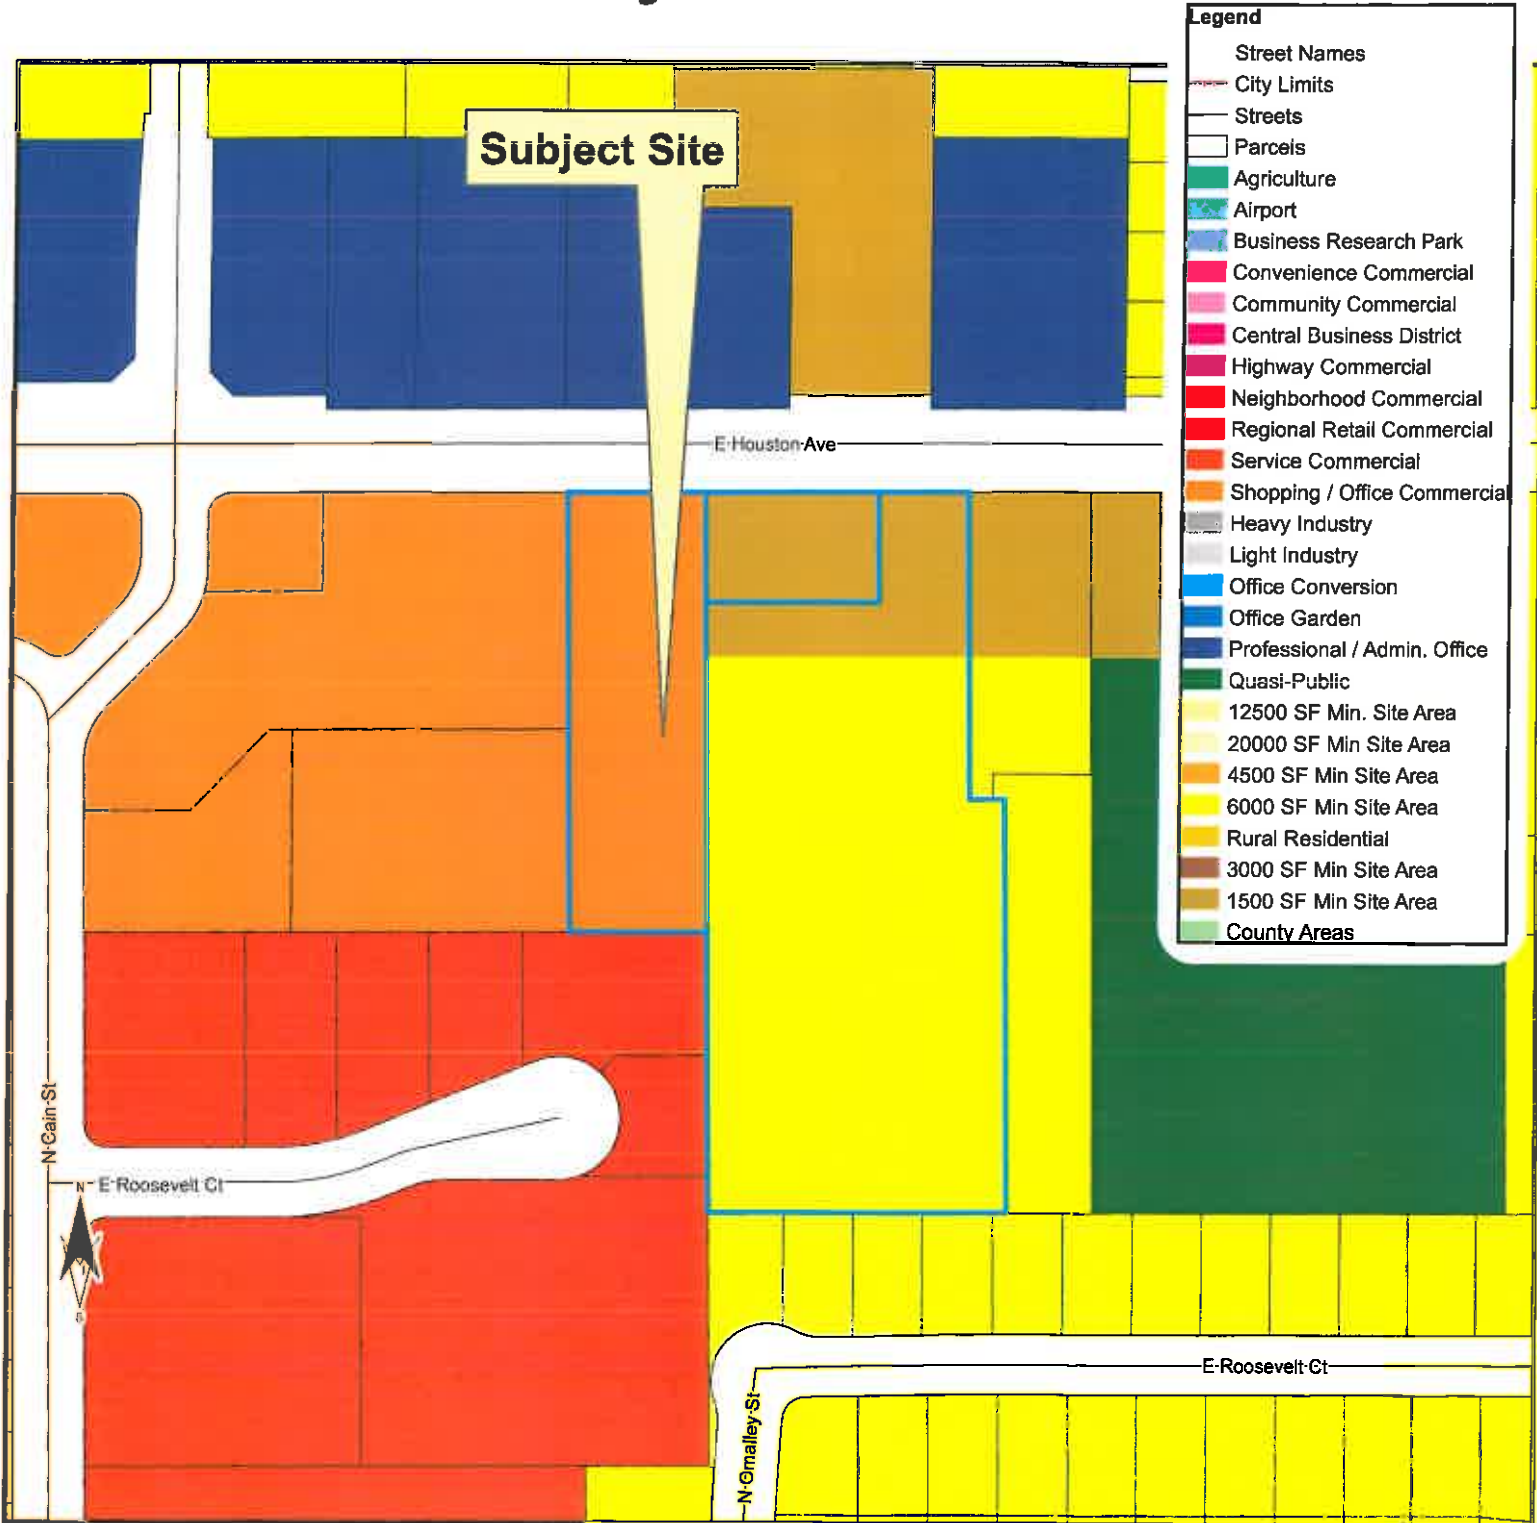 Legend
Street Names
City Limits
Streets
Parcels
Agriculture
Airport
Business Research Park
Convenience Commercial
Community Commercial
Central Business District
Highway Commercial
Neighborhood Commercial
Regional Retail Commercial
Service Commercial
Shopping / Office Commercial
Heavy Industry
Light Industry
Office Conversion
Office Garden
Professional / Admin. Office
Quasi-Public
12500 SF Min. Site Area
20000 SF Min Site Area
4500 SF Min Site Area
6000 SF Min Site Area
Rural Residential
3000 SF Min Site Area
1500 SF Min Site Area
County Areas
Subject Site
E Houston Ave
N Cain St
E Roosevelt Ct
N
S
E Roosevelt Ct
N Omalley St